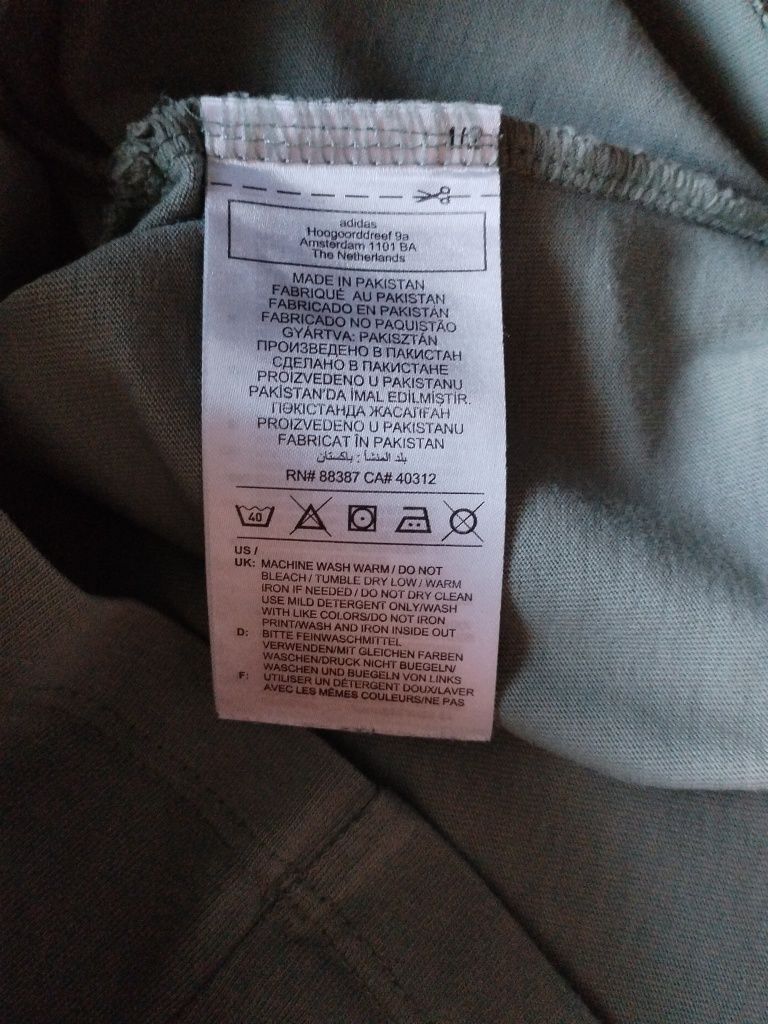 1/2
adidas
Hoogoorddreef 9a
Amsterdam 1101 BA
The Netherlands
MADE IN PAKISTAN
FABRIQUÉ AU PAKISTAN
FABRICADO EN PAKISTÁN
FABRICADO NO PAQUISTÃO
GYÁRTVA: PAKISZTÁN
ПРОИЗВЕДЕНО В ПАКИСТАН
СДЕЛАНО В ПАКИСТАНЕ
PROIZVEDENO U PAKISTANU
PAKİSTAN'DA İMAL EDİLMİŞTİR.
ПӘКІСТАНДА ЖАСАЛҒАН
PROIZVEDENO U PAKISTANU
FABRICAT ÎN PAKISTAN
بلد المنشأ : باكستان
RN# 88387 CA# 40312
40
US /
UK: MACHINE WASH WARM / DO NOT
BLEACH / TUMBLE DRY LOW / WARM
IRON IF NEEDED / DO NOT DRY CLEAN
USE MILD DETERGENT ONLY/WASH
WITH LIKE COLORS/DO NOT IRON
PRINT/WASH AND IRON INSIDE OUT
D: BITTE FEINWASCHMITTEL
VERWENDEN/MIT GLEICHEN FARBEN
WASCHEN/DRUCK NICHT BUEGELN/
WASCHEN UND BUEGELN VON LINKS
F: UTILISER UN DÉTERGENT DOUX/LAVER
AVEC LES MÊMES COULEURS/NE PAS